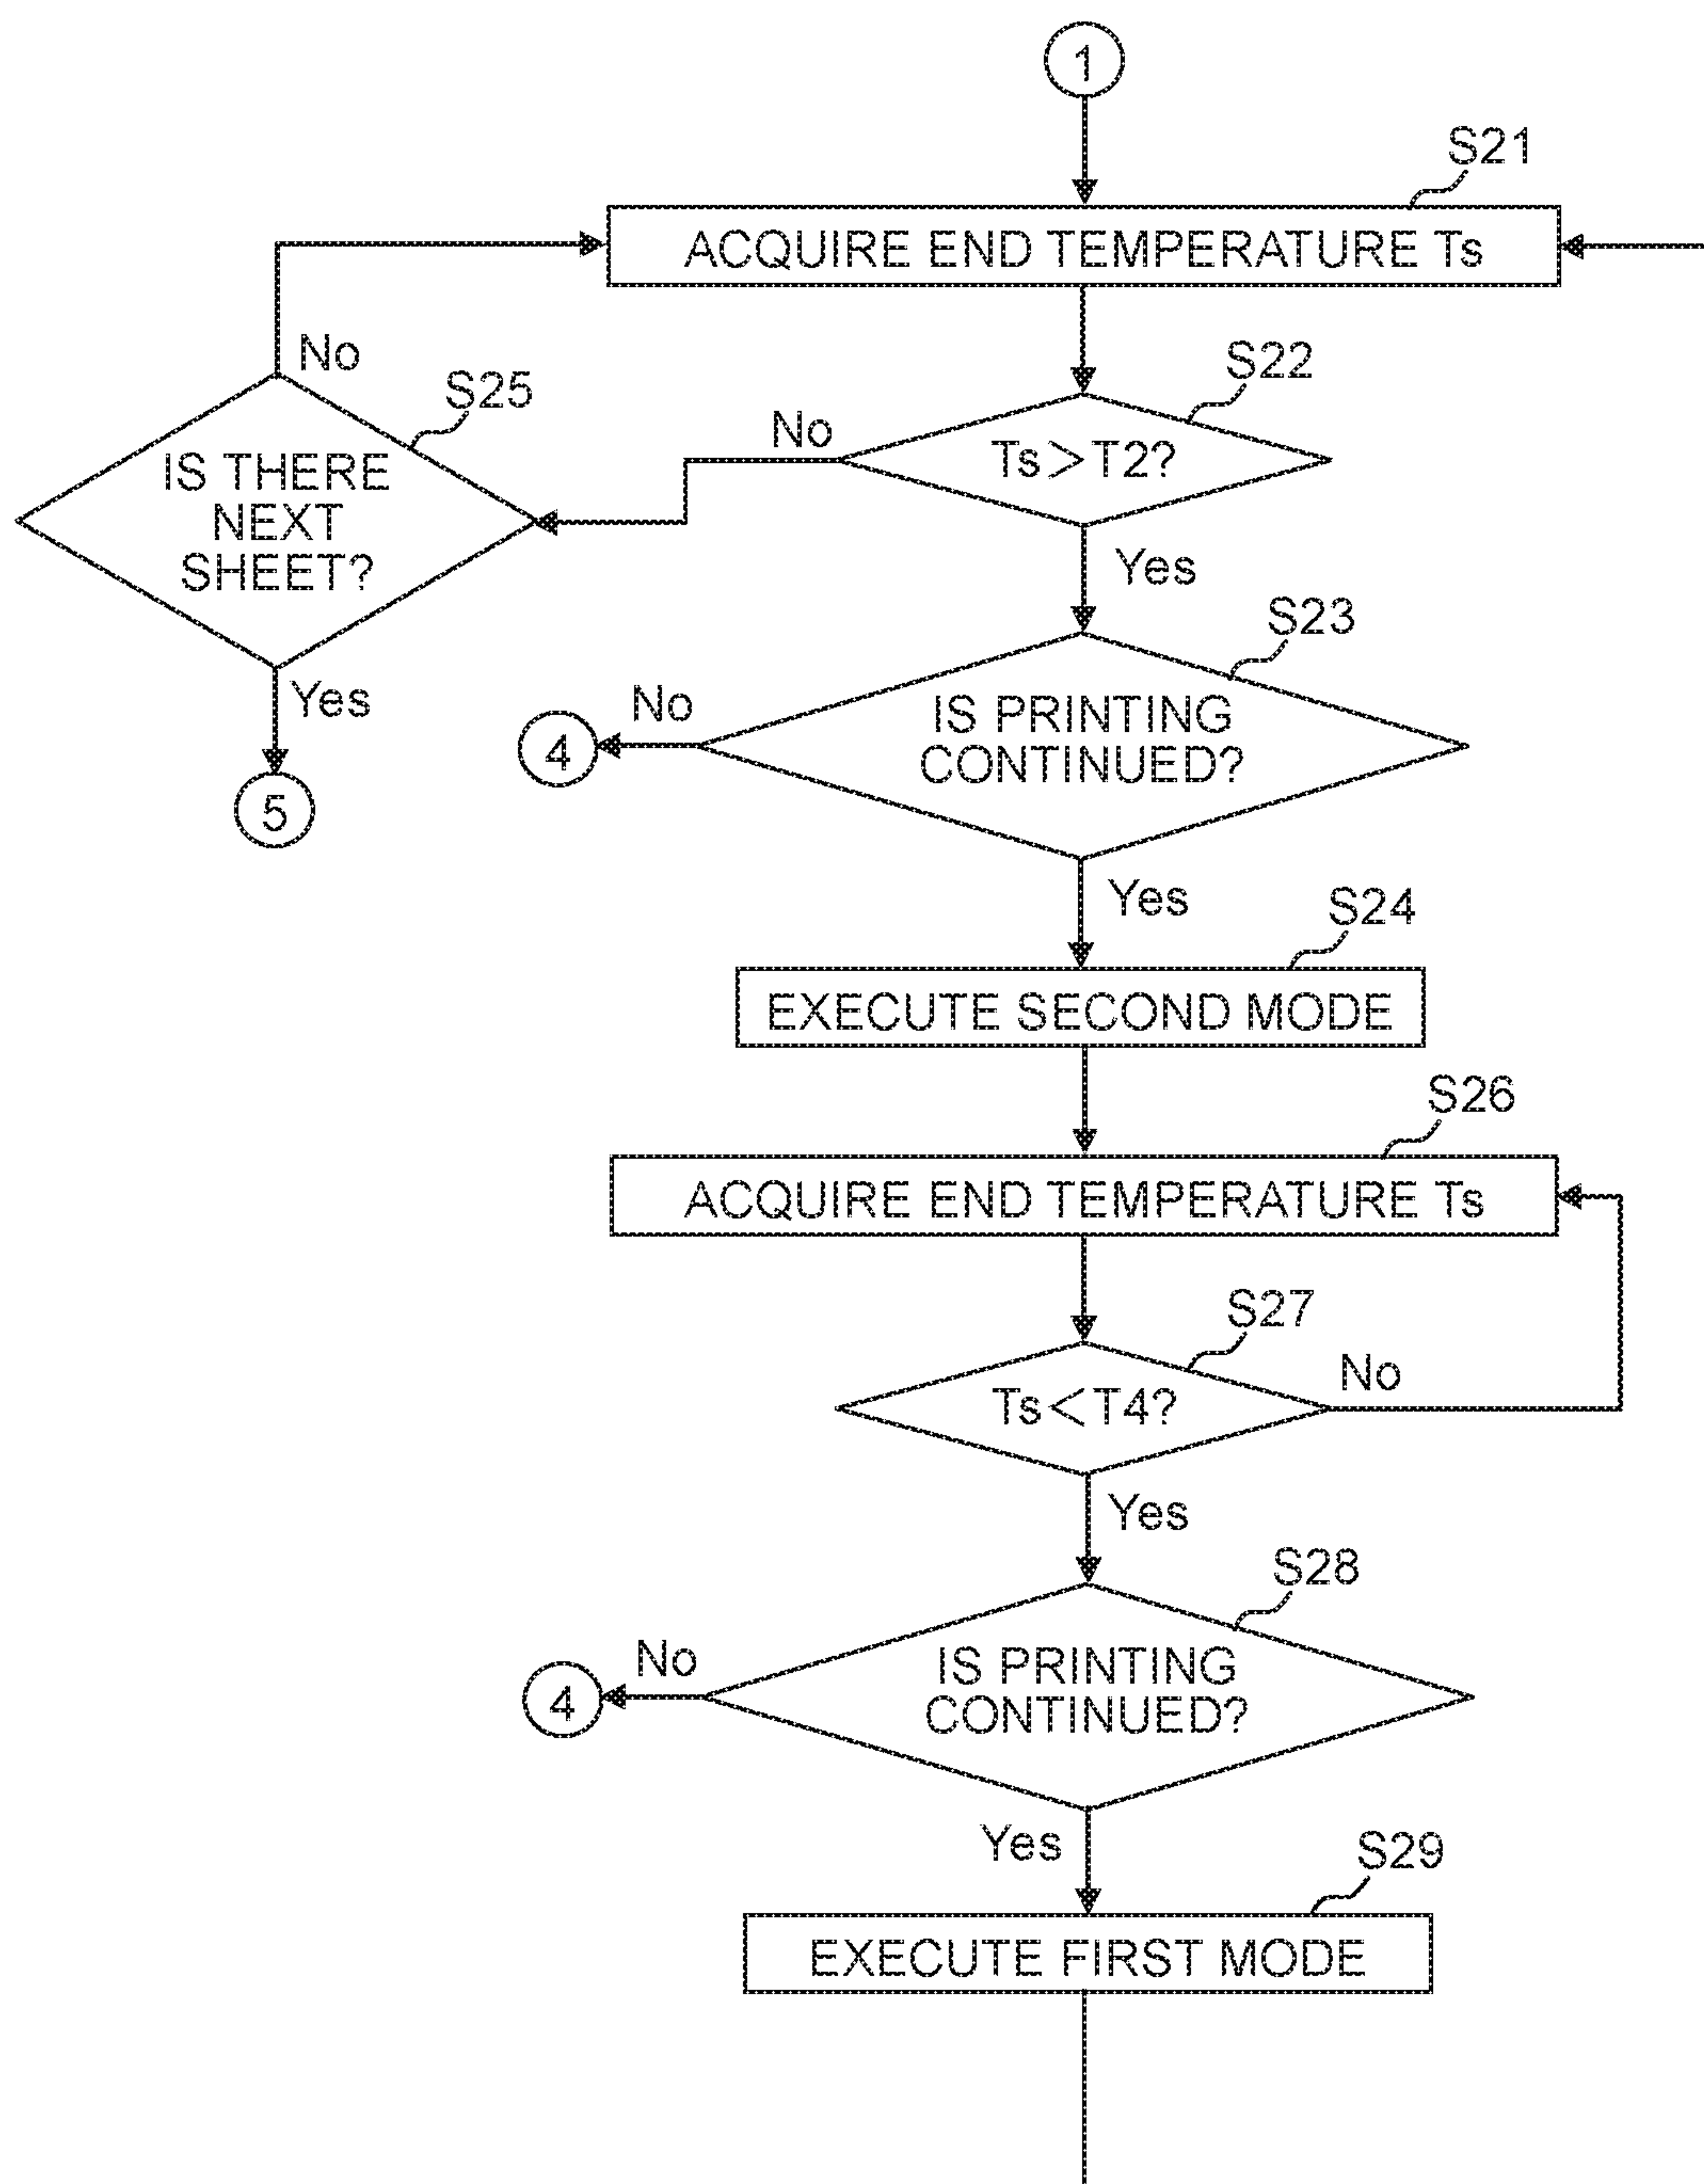 1
S21
ACQUIRE END TEMPERATURE Ts
No
S25
IS THERE
NEXT
SHEET?
Yes
5
S22
No
Ts＞T2?
Yes
S23
No
4
IS PRINTING
CONTINUED?
Yes
S24
EXECUTE SECOND MODE
S26
ACQUIRE END TEMPERATURE Ts
S27
Ts＜T4?
No
Yes
S28
No
4
IS PRINTING
CONTINUED?
Yes
S29
EXECUTE FIRST MODE